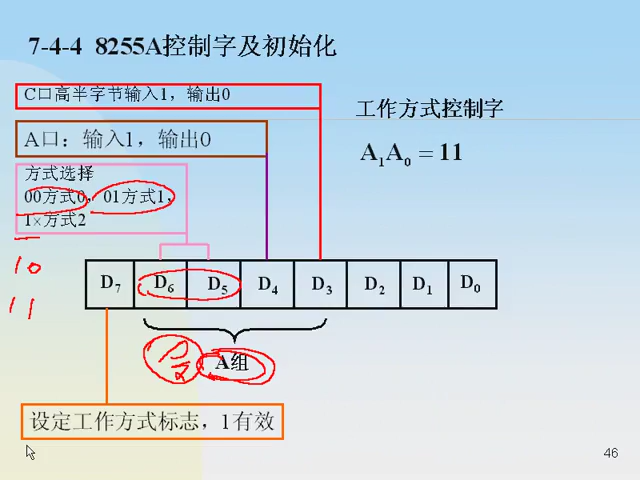 7-4-4 8255A控制字及初始化
C口高半字节输入1，输出0
工作方式控制字
A口：输入1，输出0
A₁A₀ = 11
方式选择
00方式0，01方式1，
1×方式2
10
11
D₇ D₆ D₅ D₄ D₃ D₂ D₁ D₀
A组
设定工作方式标志，1有效
46